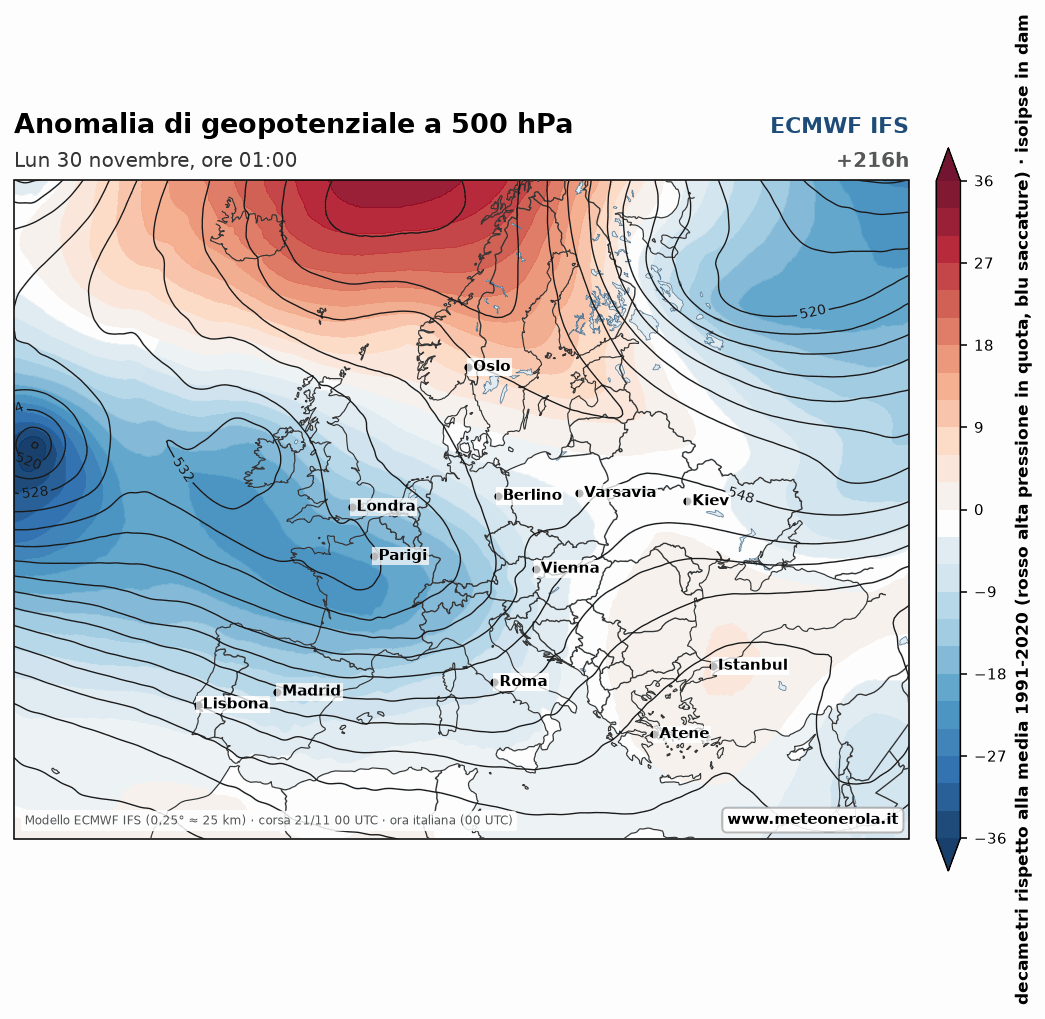 Anomalia di geopotenziale a 500 hPa
ECMWF IFS
Lun 30 novembre, ore 01:00
+216h
520
Oslo
4
520
528
532
Londra
Berlino
Varsavia
Kiev
548
Parigi
Vienna
Istanbul
Roma
Madrid
Lisbona
Atene
Modello ECMWF IFS (0,25° ≈ 25 km) · corsa 21/11 00 UTC · ora italiana (00 UTC)
www.meteonerola.it
36
27
18
9
0
−9
−18
−27
−36
decametri rispetto alla media 1991-2020 (rosso alta pressione in quota, blu saccature) · isoipse in dam